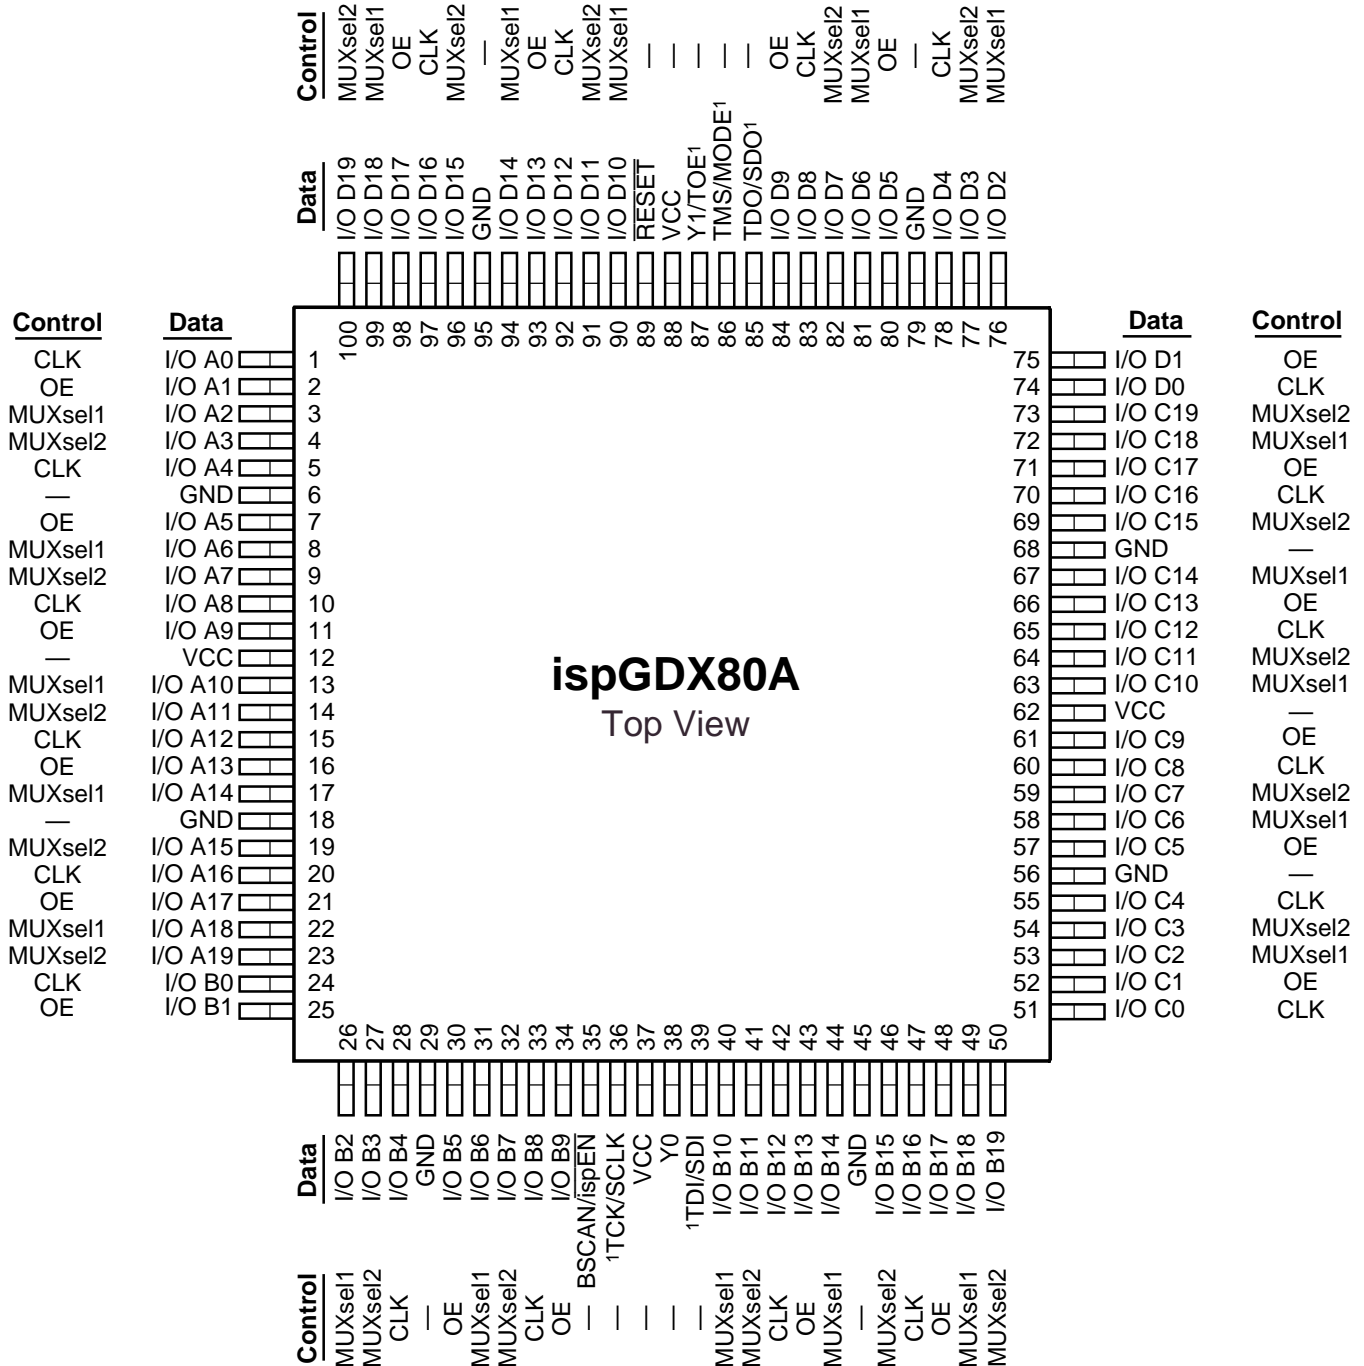 Control
MUXsel2
MUXsel1
OE
CLK
MUXsel2
—
MUXsel1
OE
CLK
MUXsel2
MUXsel1
—
—
—
—
—
OE
CLK
MUXsel2
MUXsel1
OE
—
CLK
MUXsel2
MUXsel1
Data
I/O D19
I/O D18
I/O D17
I/O D16
I/O D15
GND
I/O D14
I/O D13
I/O D12
I/O D11
I/O D10
RESET
VCC
Y1/TOE¹
TMS/MODE¹
TDO/SDO¹
I/O D9
I/O D8
I/O D7
I/O D6
I/O D5
GND
I/O D4
I/O D3
I/O D2
100 99 98 97 96 95 94 93 92 91 90 89 88 87 86 85 84 83 82 81 80 79 78 77 76
Control Data
CLK I/O A0 1
OE I/O A1 2
MUXsel1 I/O A2 3
MUXsel2 I/O A3 4
CLK I/O A4 5
— GND 6
OE I/O A5 7
MUXsel1 I/O A6 8
MUXsel2 I/O A7 9
CLK I/O A8 10
OE I/O A9 11
— VCC 12
MUXsel1 I/O A10 13
MUXsel2 I/O A11 14
CLK I/O A12 15
OE I/O A13 16
MUXsel1 I/O A14 17
— GND 18
MUXsel2 I/O A15 19
CLK I/O A16 20
OE I/O A17 21
MUXsel1 I/O A18 22
MUXsel2 I/O A19 23
CLK I/O B0 24
OE I/O B1 25
ispGDX80A
Top View
Data Control
75 I/O D1 OE
74 I/O D0 CLK
73 I/O C19 MUXsel2
72 I/O C18 MUXsel1
71 I/O C17 OE
70 I/O C16 CLK
69 I/O C15 MUXsel2
68 GND —
67 I/O C14 MUXsel1
66 I/O C13 OE
65 I/O C12 CLK
64 I/O C11 MUXsel2
63 I/O C10 MUXsel1
62 VCC —
61 I/O C9 OE
60 I/O C8 CLK
59 I/O C7 MUXsel2
58 I/O C6 MUXsel1
57 I/O C5 OE
56 GND —
55 I/O C4 CLK
54 I/O C3 MUXsel2
53 I/O C2 MUXsel1
52 I/O C1 OE
51 I/O C0 CLK
26 27 28 29 30 31 32 33 34 35 36 37 38 39 40 41 42 43 44 45 46 47 48 49 50
Data
I/O B2
I/O B3
I/O B4
GND
I/O B5
I/O B6
I/O B7
I/O B8
I/O B9
BSCAN/ispEN
¹TCK/SCLK
VCC
Y0
¹TDI/SDI
I/O B10
I/O B11
I/O B12
I/O B13
I/O B14
GND
I/O B15
I/O B16
I/O B17
I/O B18
I/O B19
Control
MUXsel1
MUXsel2
CLK
—
OE
MUXsel1
MUXsel2
CLK
OE
—
—
—
—
—
MUXsel1
MUXsel2
CLK
OE
MUXsel1
—
MUXsel2
CLK
OE
MUXsel1
MUXsel2